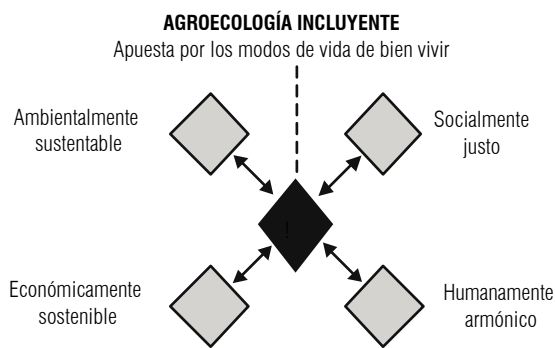 AGROECOLOGÍA INCLUYENTE
Apuesta por los modos de vida de bien vivir
Ambientalmente
sustentable
Socialmente
justo
!
Económicamente
sostenible
Humanamente
armónico